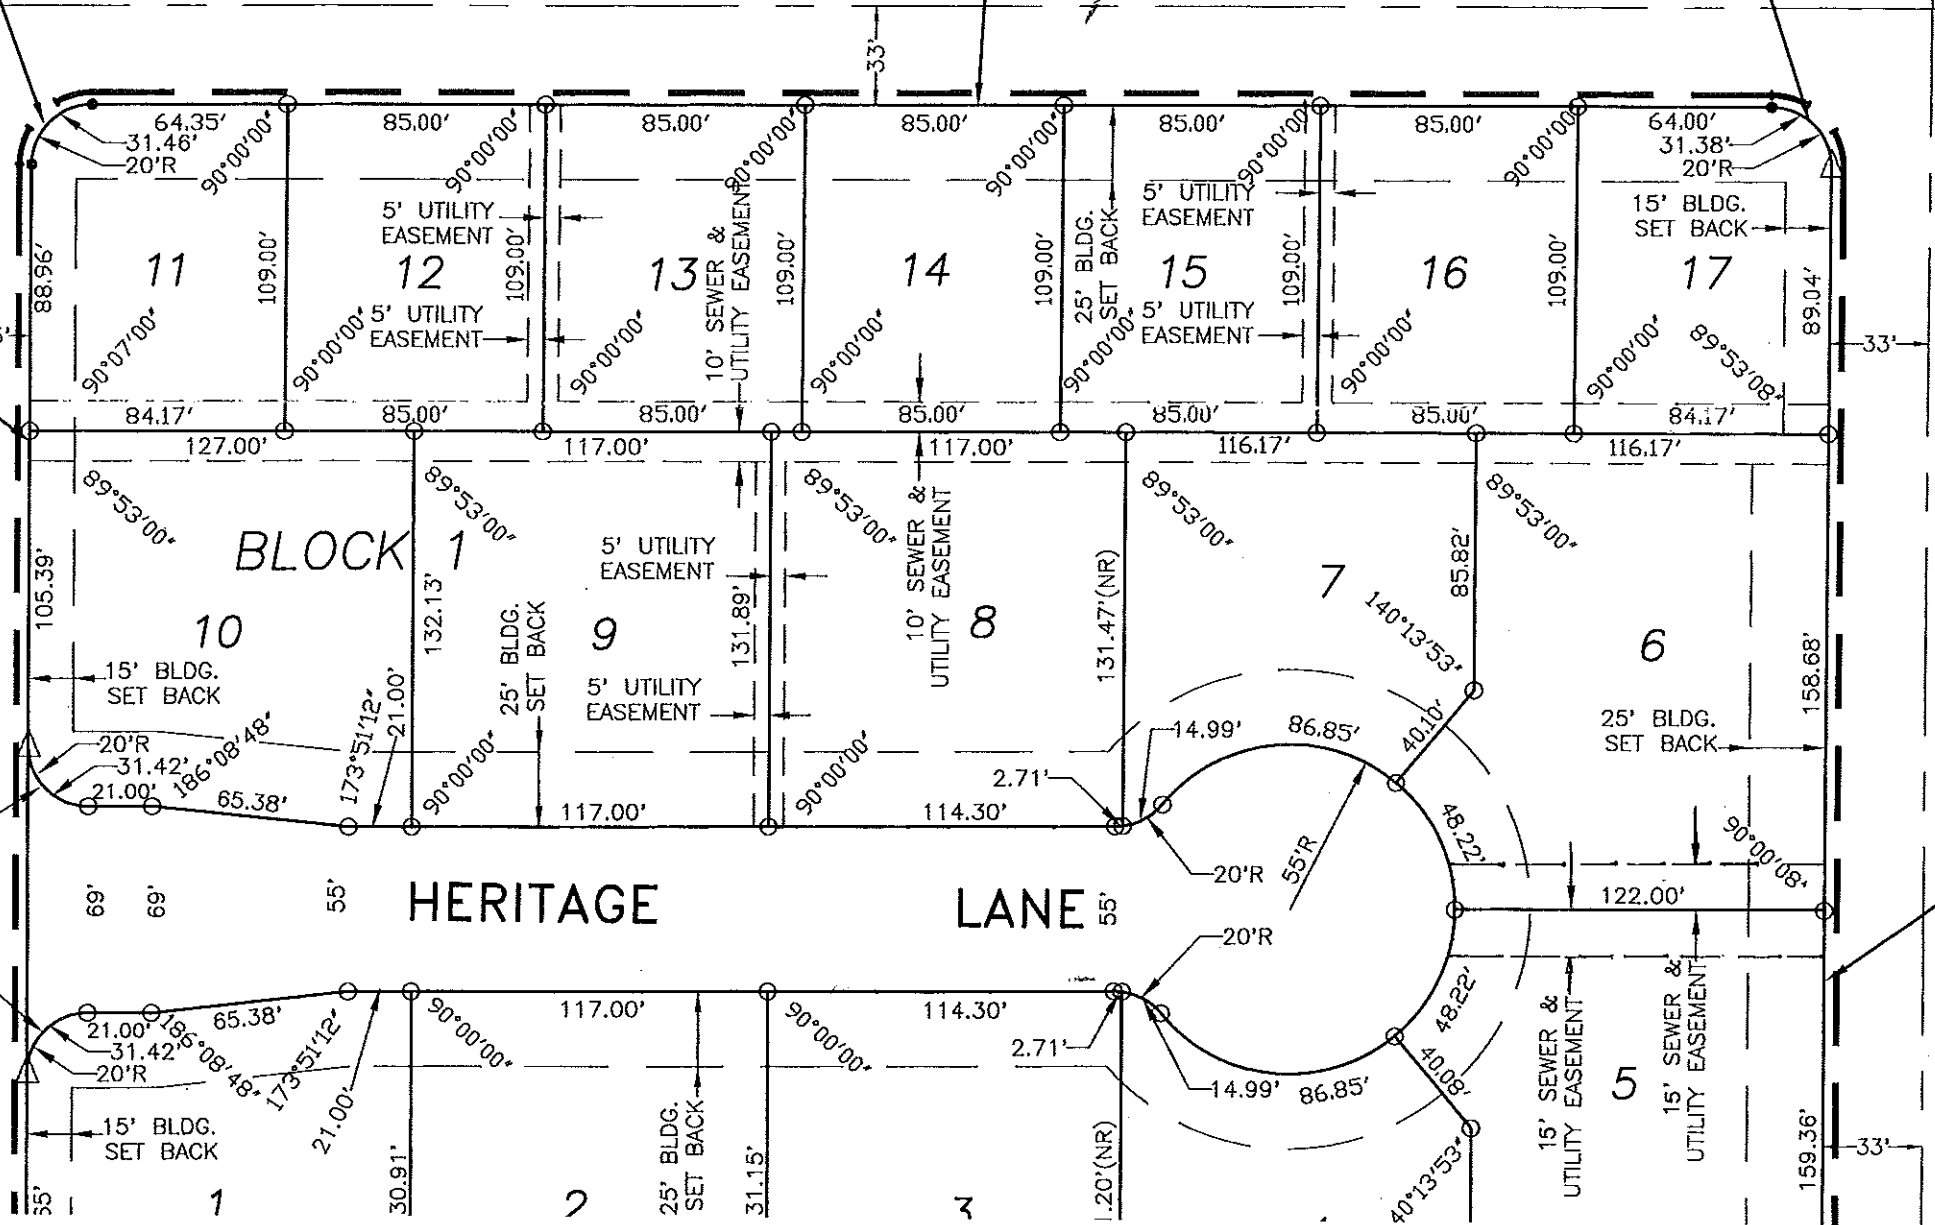 33'
64.35'
85.00'
85.00'
85.00'
85.00'
85.00'
64.00'
31.46'
20'R
31.38'
20'R
90°00'00"
90°00'00"
90°00'00"
90°00'00"
90°00'00"
90°00'00"
5' UTILITY
EASEMENT
5' UTILITY
EASEMENT
15' BLDG.
SET BACK
88.96'
11
109.00'
12
109.00'
13
10' SEWER &
UTILITY EASEMENT
109.00'
14
109.00'
25' BLDG.
SET BACK
15
109.00'
16
109.00'
17
89.04'
5' UTILITY
EASEMENT
5' UTILITY
EASEMENT
33'
90°07'00"
90°00'00"
90°00'00"
90°00'00"
90°00'00"
90°00'00"
90°00'00"
89°53'08"
84.17'
85.00'
85.00'
85.00'
85.00'
85.00'
84.17'
127.00'
117.00'
117.00'
116.17'
116.17'
89°53'00"
89°53'00"
89°53'00"
89°53'00"
89°53'00"
BLOCK 1
105.39'
132.13'
5' UTILITY
EASEMENT
131.89'
10' SEWER &
UTILITY EASEMENT
131.47'(NR)
85.82'
7
140°13'53"
10
9
8
6
158.68'
25' BLDG.
SET BACK
15' BLDG.
SET BACK
5' UTILITY
EASEMENT
25' BLDG.
SET BACK
20'R
31.42'
21.00'
186°08'48"
65.38'
173°51'12"
21.00'
90°00'00"
117.00'
90°00'00"
114.30'
2.71'
14.99'
86.85'
40.10'
48.22'
20'R
55'R
90°00'08"
122.00'
69'
69'
55'
HERITAGE LANE
55'
20'R
21.00'
31.42'
20'R
65.38'
186°08'48"
173°51'12"
21.00'
90°00'00"
117.00'
90°00'00"
114.30'
2.71'
14.99'
86.85'
48.22'
40.08'
15' SEWER &
UTILITY EASEMENT
5
15' SEWER &
UTILITY EASEMENT
15' BLDG.
SET BACK
25' BLDG.
SET BACK
30.91'
31.15'
1.20'(NR)
40°13'53"
159.36'
33'
1
2
3